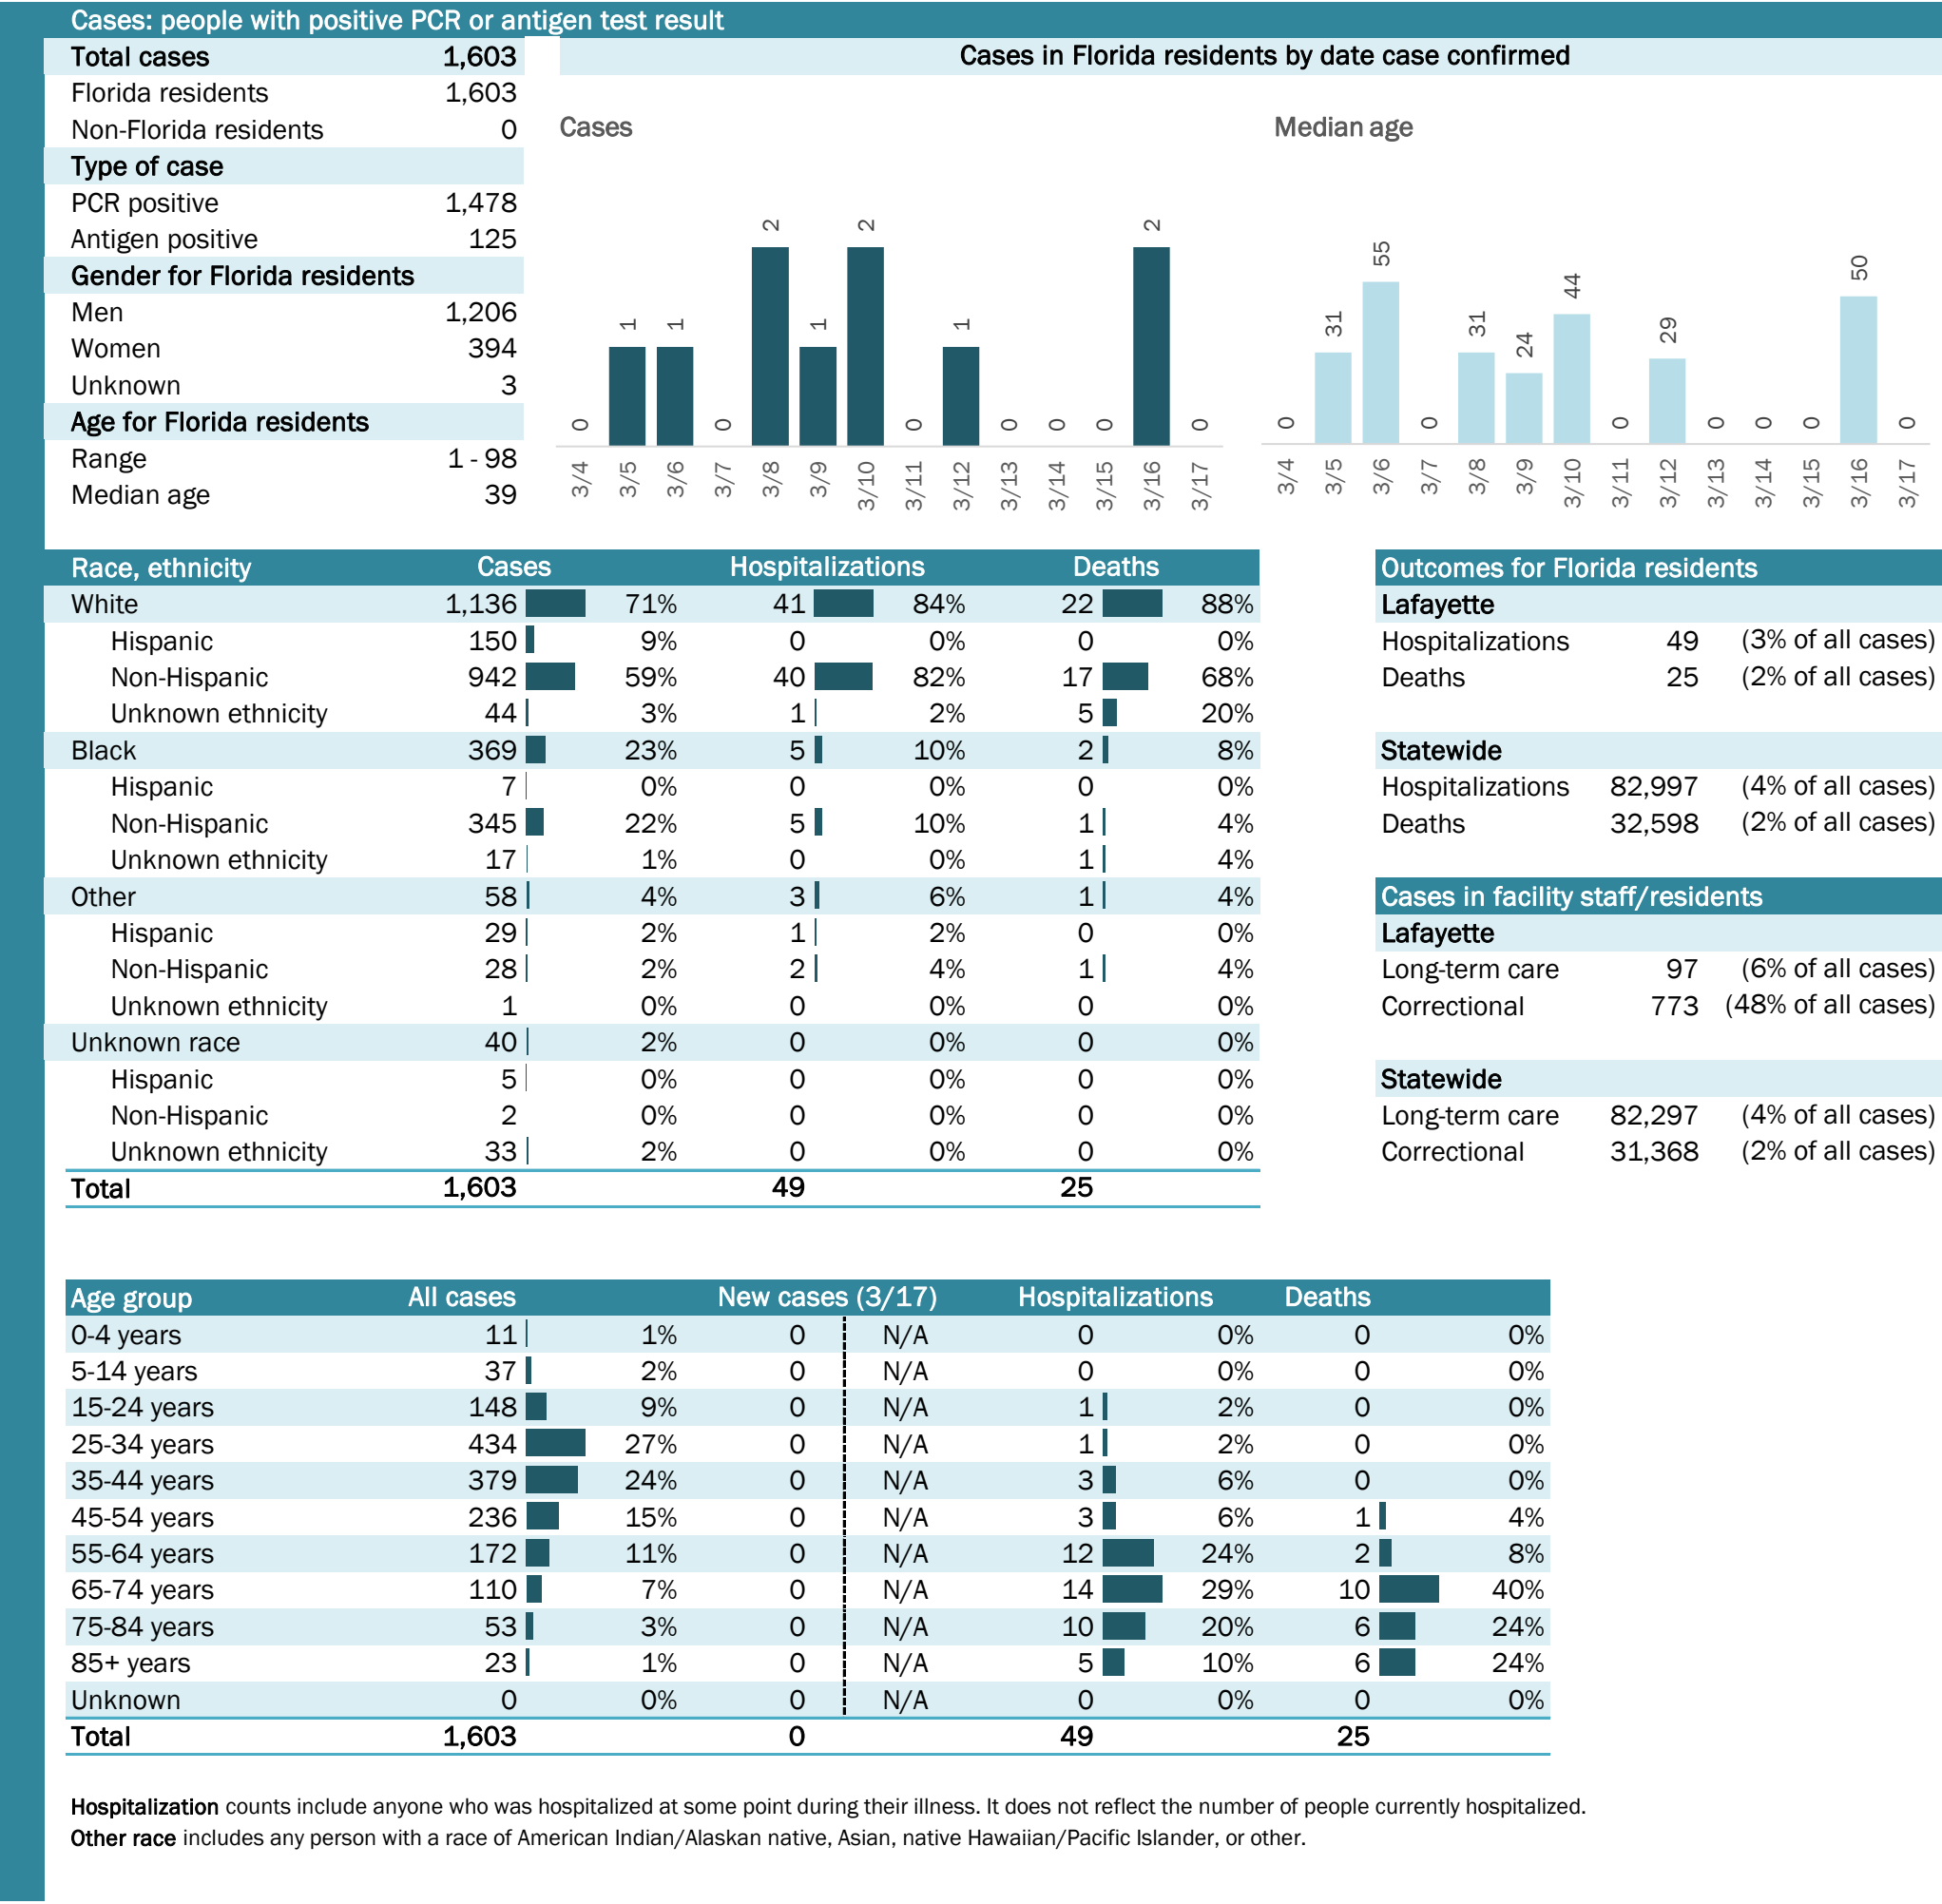 Cases: people with positive PCR or antigen test result
Total cases 1,603
Florida residents 1,603
Non-Florida residents 0
Type of case
PCR positive 1,478
Antigen positive 125
Gender for Florida residents
Men 1,206
Women 394
Unknown 3
Age for Florida residents
Range 1 - 98
Median age 39
Cases in Florida residents by date case confirmed
Cases
0 1 1 0 2 1 2 0 1 0 0 0 2 0
3/4 3/5 3/6 3/7 3/8 3/9 3/10 3/11 3/12 3/13 3/14 3/15 3/16 3/17
Median age
0 31 55 0 31 24 44 0 29 0 0 0 50 0
3/4 3/5 3/6 3/7 3/8 3/9 3/10 3/11 3/12 3/13 3/14 3/15 3/16 3/17
Race, ethnicity Cases Hospitalizations Deaths
White 1,136 71% 41 84% 22 88%
Hispanic 150 9% 0 0% 0 0%
Non-Hispanic 942 59% 40 82% 17 68%
Unknown ethnicity 44 3% 1 2% 5 20%
Black 369 23% 5 10% 2 8%
Hispanic 7 0% 0 0% 0 0%
Non-Hispanic 345 22% 5 10% 1 4%
Unknown ethnicity 17 1% 0 0% 1 4%
Other 58 4% 3 6% 1 4%
Hispanic 29 2% 1 2% 0 0%
Non-Hispanic 28 2% 2 4% 1 4%
Unknown ethnicity 1 0% 0 0% 0 0%
Unknown race 40 2% 0 0% 0 0%
Hispanic 5 0% 0 0% 0 0%
Non-Hispanic 2 0% 0 0% 0 0%
Unknown ethnicity 33 2% 0 0% 0 0%
Total 1,603 49 25
Outcomes for Florida residents
Lafayette
Hospitalizations 49 (3% of all cases)
Deaths 25 (2% of all cases)
Statewide
Hospitalizations 82,997 (4% of all cases)
Deaths 32,598 (2% of all cases)
Cases in facility staff/residents
Lafayette
Long-term care 97 (6% of all cases)
Correctional 773 (48% of all cases)
Statewide
Long-term care 82,297 (4% of all cases)
Correctional 31,368 (2% of all cases)
Age group All cases New cases (3/17) Hospitalizations Deaths
0-4 years 11 1% 0 N/A 0 0% 0 0%
5-14 years 37 2% 0 N/A 0 0% 0 0%
15-24 years 148 9% 0 N/A 1 2% 0 0%
25-34 years 434 27% 0 N/A 1 2% 0 0%
35-44 years 379 24% 0 N/A 3 6% 0 0%
45-54 years 236 15% 0 N/A 3 6% 1 4%
55-64 years 172 11% 0 N/A 12 24% 2 8%
65-74 years 110 7% 0 N/A 14 29% 10 40%
75-84 years 53 3% 0 N/A 10 20% 6 24%
85+ years 23 1% 0 N/A 5 10% 6 24%
Unknown 0 0% 0 N/A 0 0% 0 0%
Total 1,603 0 49 25
Hospitalization counts include anyone who was hospitalized at some point during their illness. It does not reflect the number of people currently hospitalized.
Other race includes any person with a race of American Indian/Alaskan native, Asian, native Hawaiian/Pacific Islander, or other.